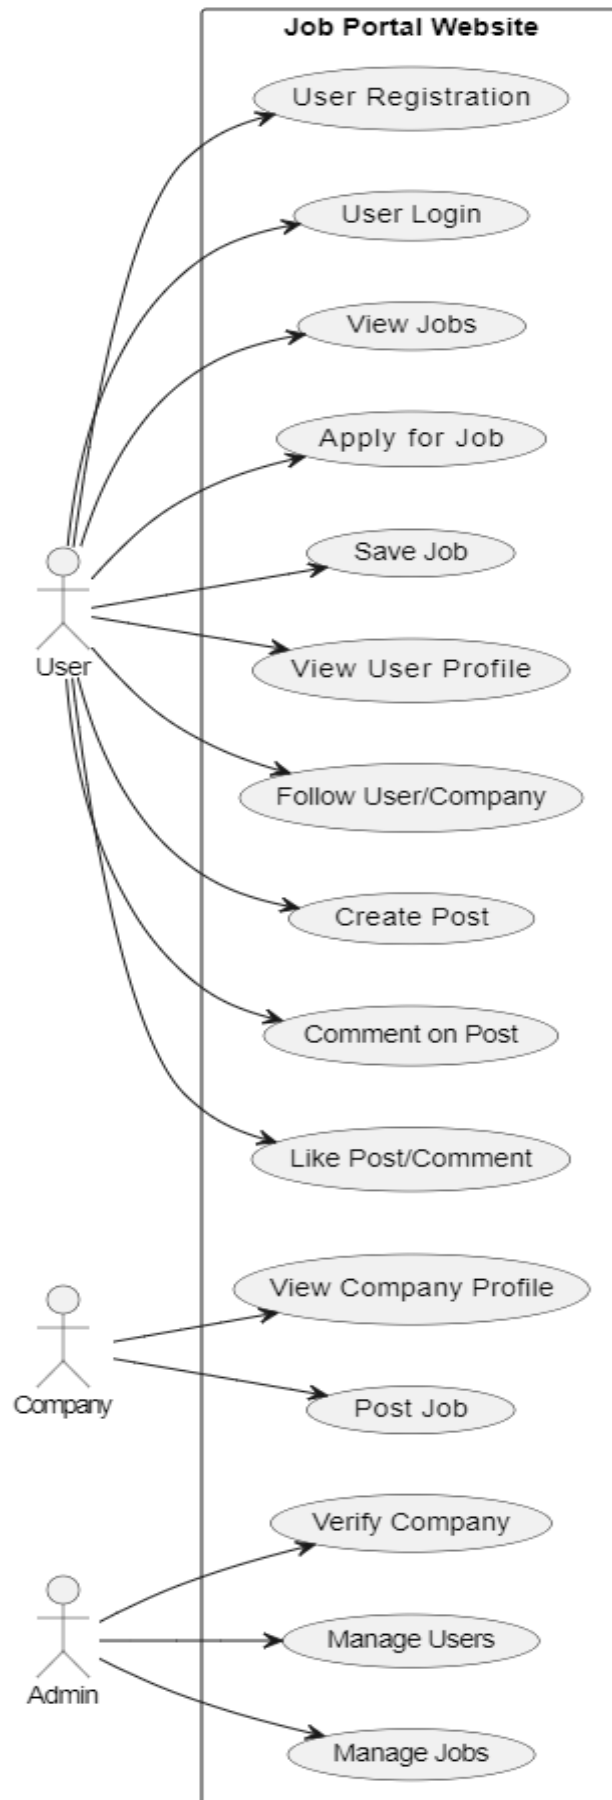 Job Portal Website
User Registration
User Login
View Jobs
Apply for Job
Save Job
User
View User Profile
Follow User/Company
Create Post
Comment on Post
Like Post/Comment
View Company Profile
Company
Post Job
Verify Company
Manage Users
Admin
Manage Jobs